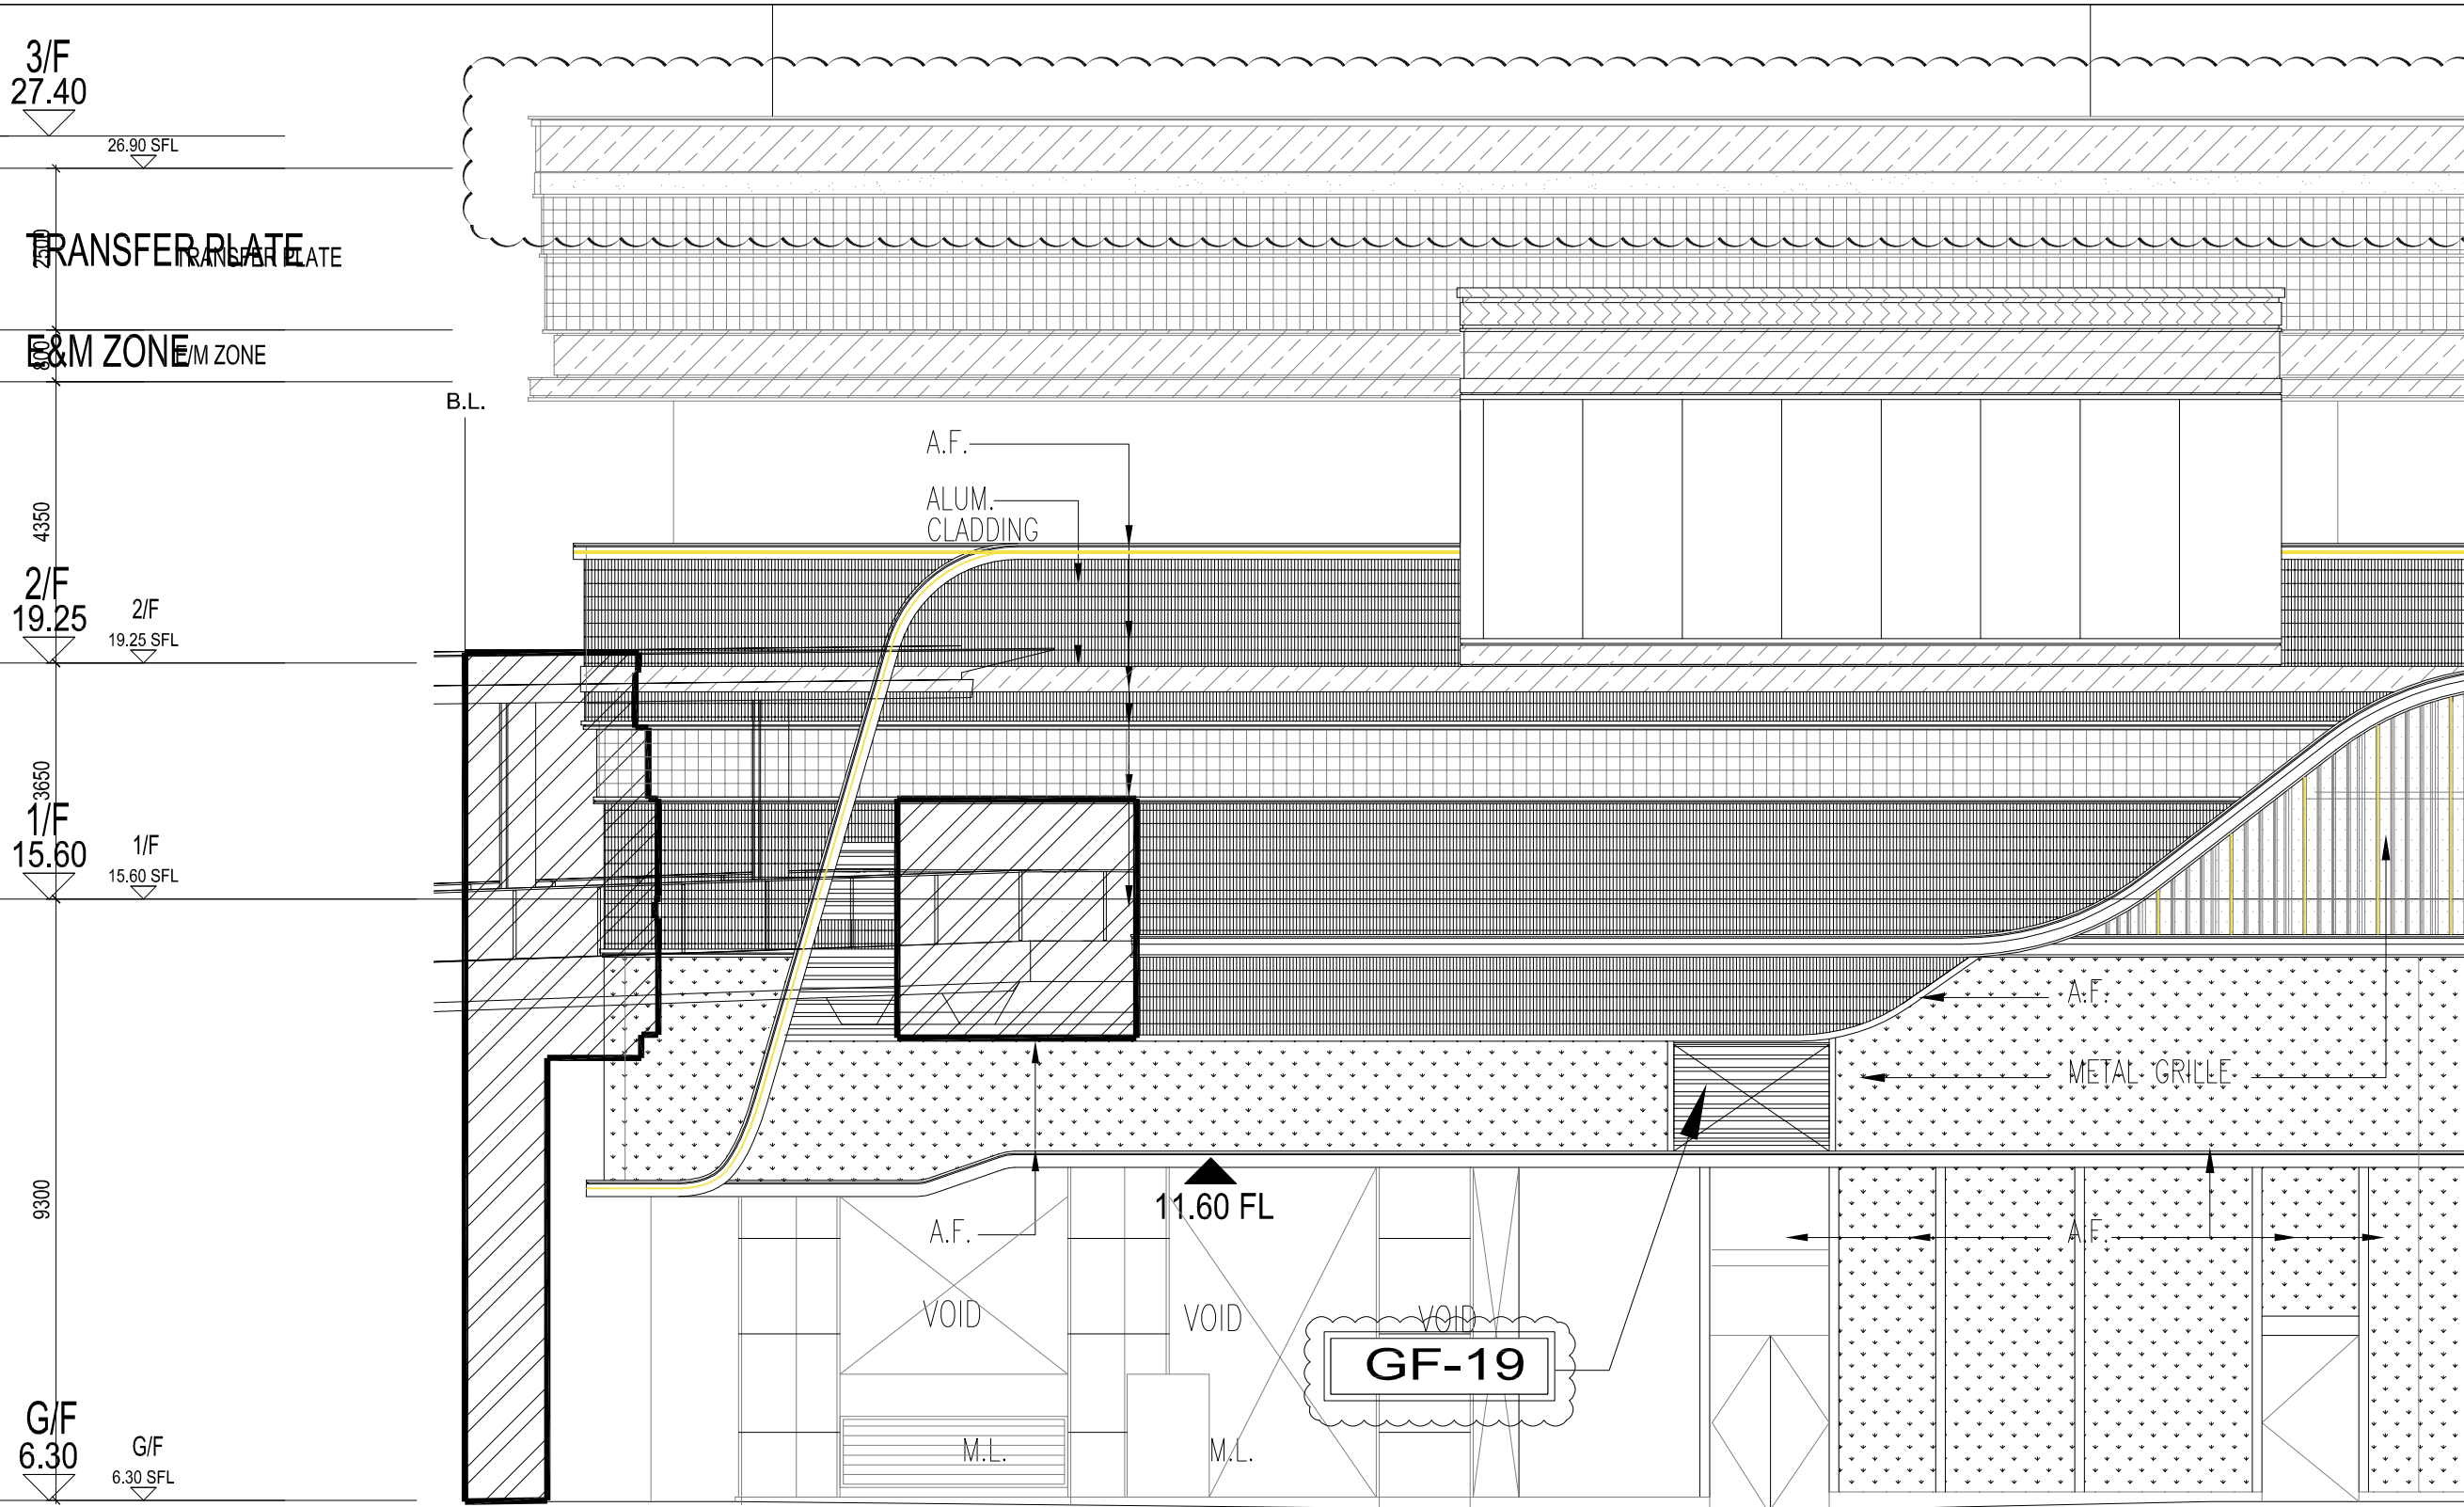 3/F
27.40
26.90 SFL
2500
TRANSFER PLATE
TRANSFER PLATE
800
E&M ZONE
E/M ZONE
B.L.
A.F.
ALUM.
CLADDING
4350
2/F
19.25
2/F
19.25 SFL
3650
1/F
15.60
1/F
15.60 SFL
A.F.
METAL GRILLE
9300
11.60 FL
A.F.
A.F.
VOID
VOID
VOID
GF-19
M.L.
M.L.
G/F
6.30
G/F
6.30 SFL